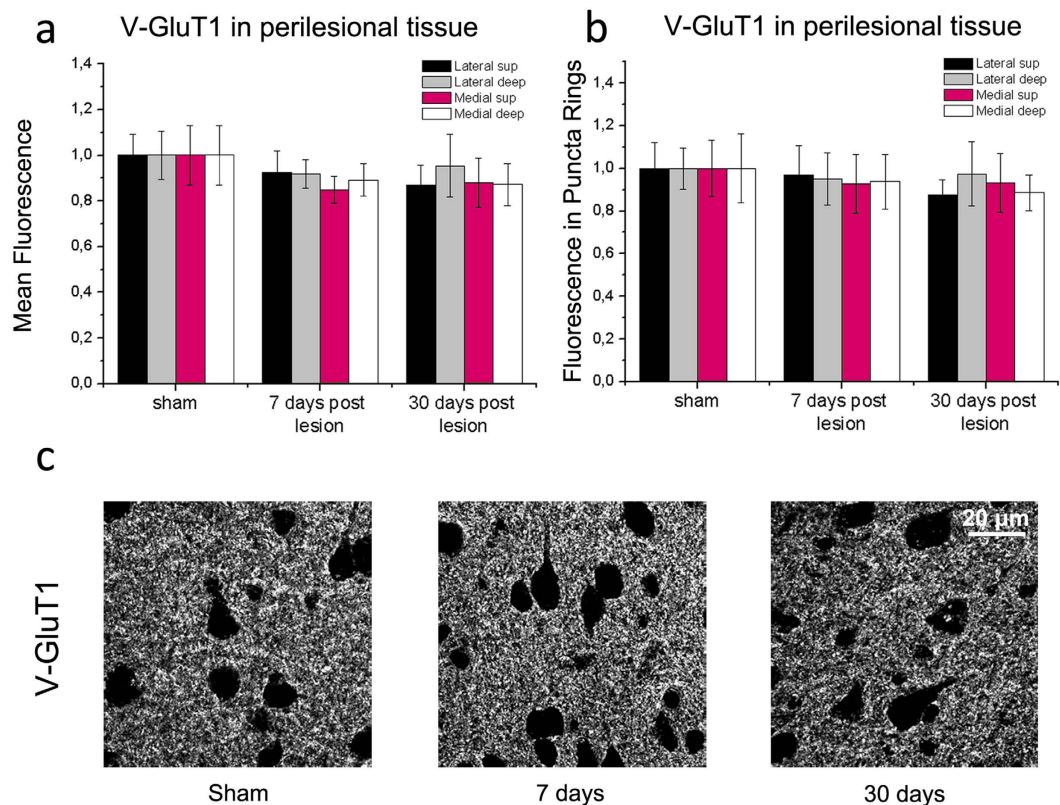 a
V-GluT1 in perilesional tissue
1,4
1,2
1,0
0,8
0,6
0,4
0,2
0,0
Mean Fluorescence
Lateral sup
Lateral deep
Medial sup
Medial deep
sham
7 days post
lesion
30 days post
lesion
b
V-GluT1 in perilesional tissue
1,4
1,2
1,0
0,8
0,6
0,4
0,2
0,0
Fluorescence in Puncta Rings
Lateral sup
Lateral deep
Medial sup
Medial deep
sham
7 days post
lesion
30 days post
lesion
c
V-GluT1
20 µm
Sham
7 days
30 days